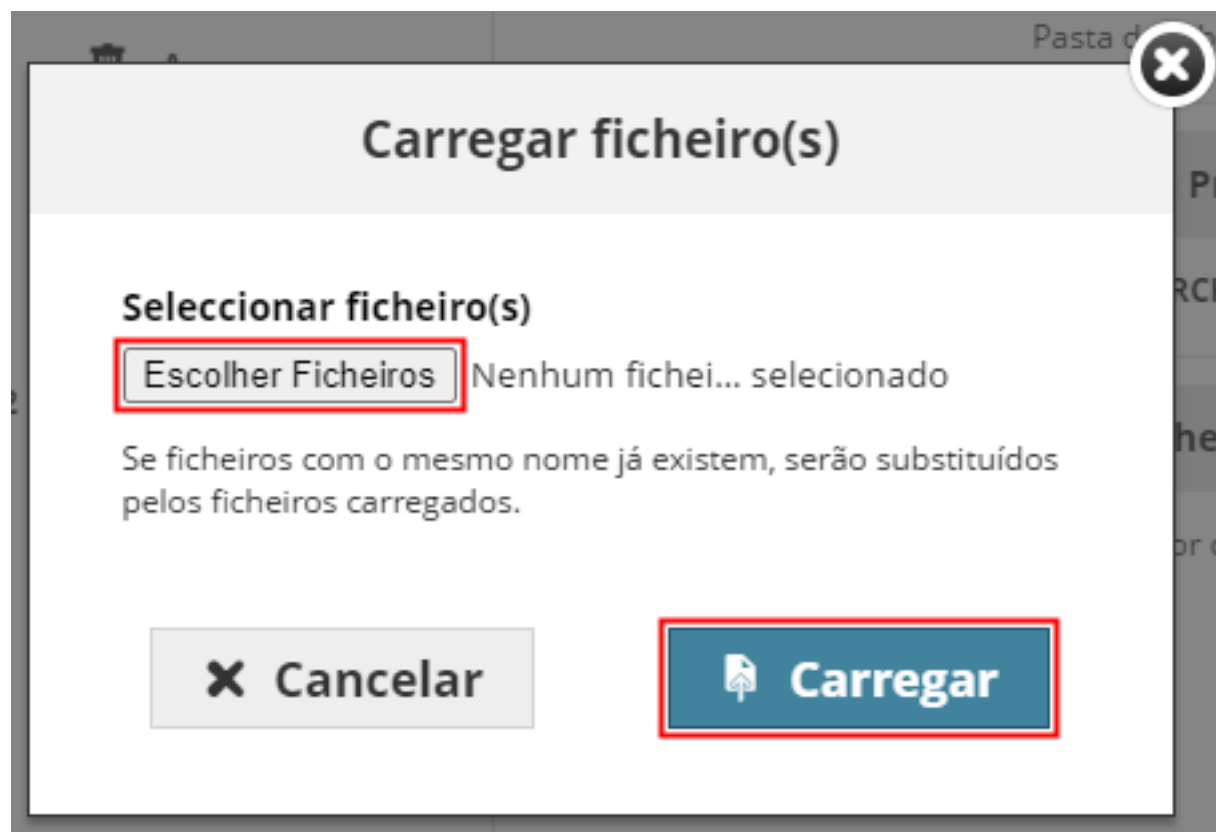 Pasta d
Carregar ficheiro(s)
Seleccionar ficheiro(s)
Escolher Ficheiros Nenhum fichei... selecionado
Se ficheiros com o mesmo nome já existem, serão substituídos
pelos ficheiros carregados.
Cancelar
Carregar